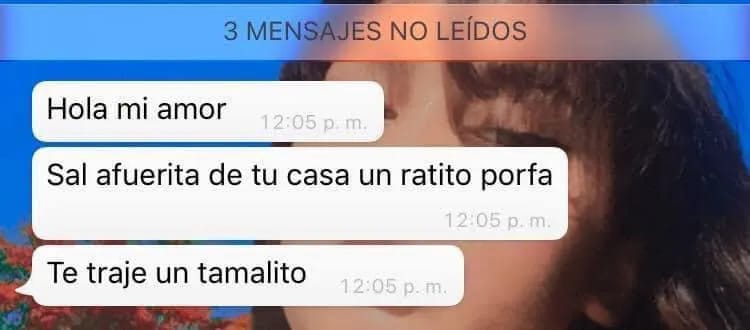 3 MENSAJES NO LEÍDOS
Hola mi amor 12:05 p. m.
Sal afuerita de tu casa un ratito porfa
12:05 p. m.
Te traje un tamalito 12:05 p. m.